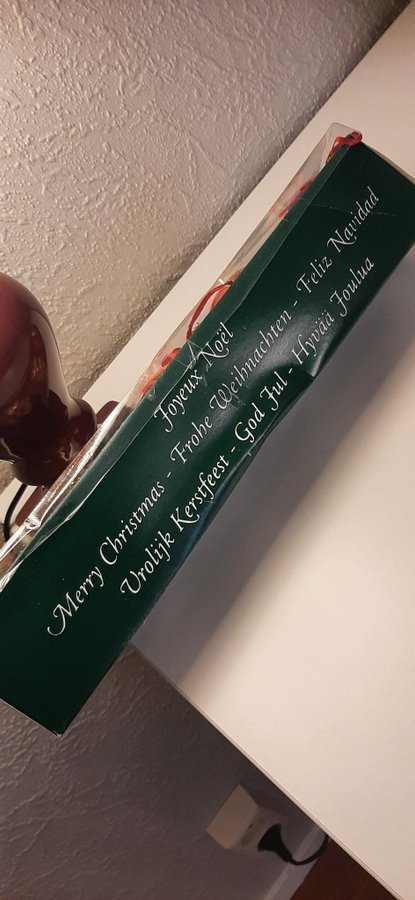 Joyeux Noël
Merry Christmas - Frohe Weihnachten - Feliz Navidad
Vrolijk Kerstfeest - God Jul - Hyvää Joulua